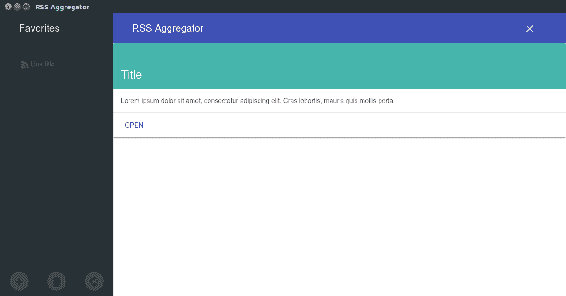 RSS Aggregator
Favorites
RSS Aggregator
Title
Lorem ipsum dolor sit amet, consectetur adipiscing elit. Cras lobortis, mauris quis mollis porta
OPEN